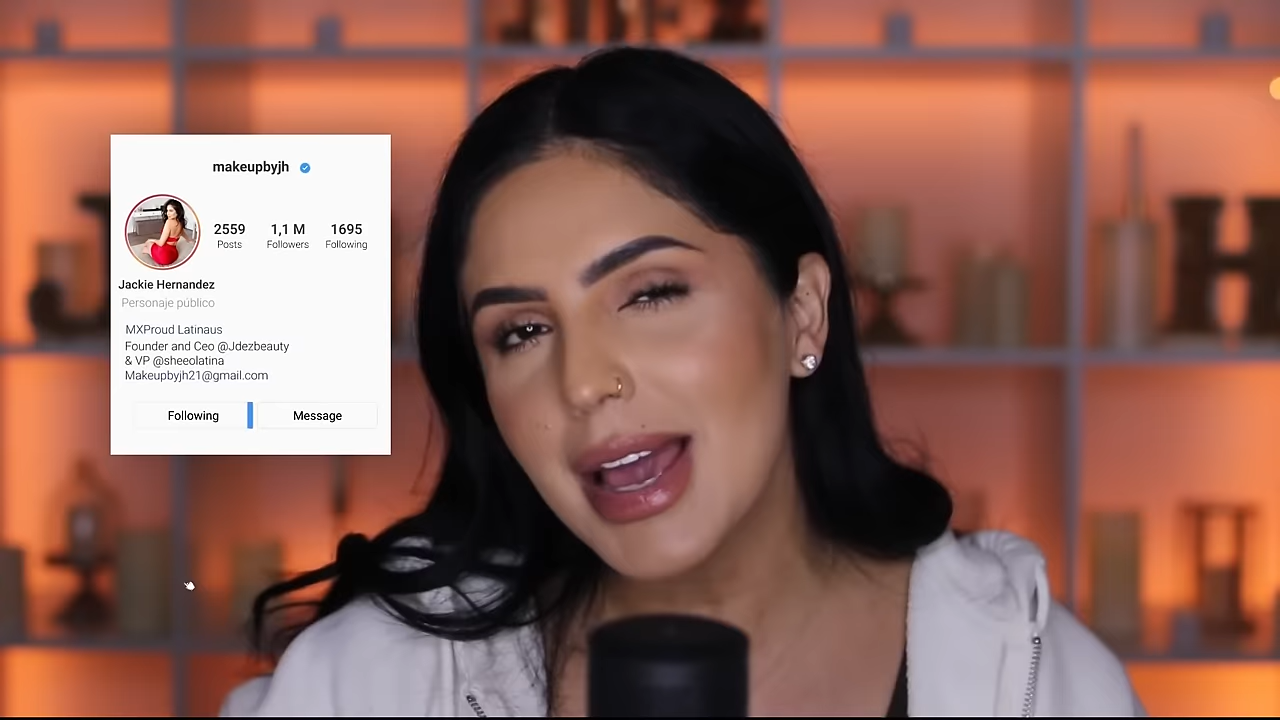 makeupbyjh
2559 1,1 M 1695
Posts Followers Following
Jackie Hernandez
Personaje público
MXProud Latinaus
Founder and Ceo @Jdezbeauty
& VP @sheeolatina
Makeupbyjh21@gmail.com
Following Message